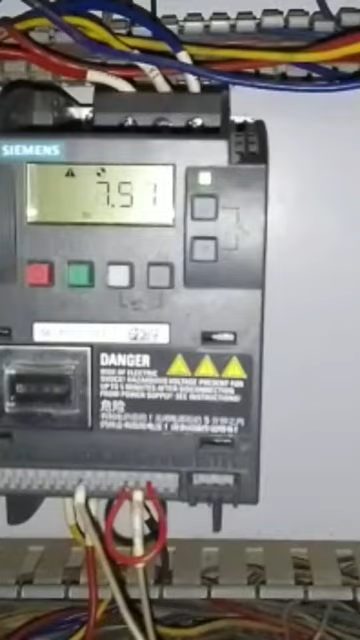 SIEMENS
7.51
DANGER
RISK OF ELECTRIC
SHOCK! HAZARDOUS VOLTAGE PRESENT FOR
UP TO 5 MINUTES AFTER DISCONNECTION
FROM POWER SUPPLY. SEE INSTRUCTIONS!
危险